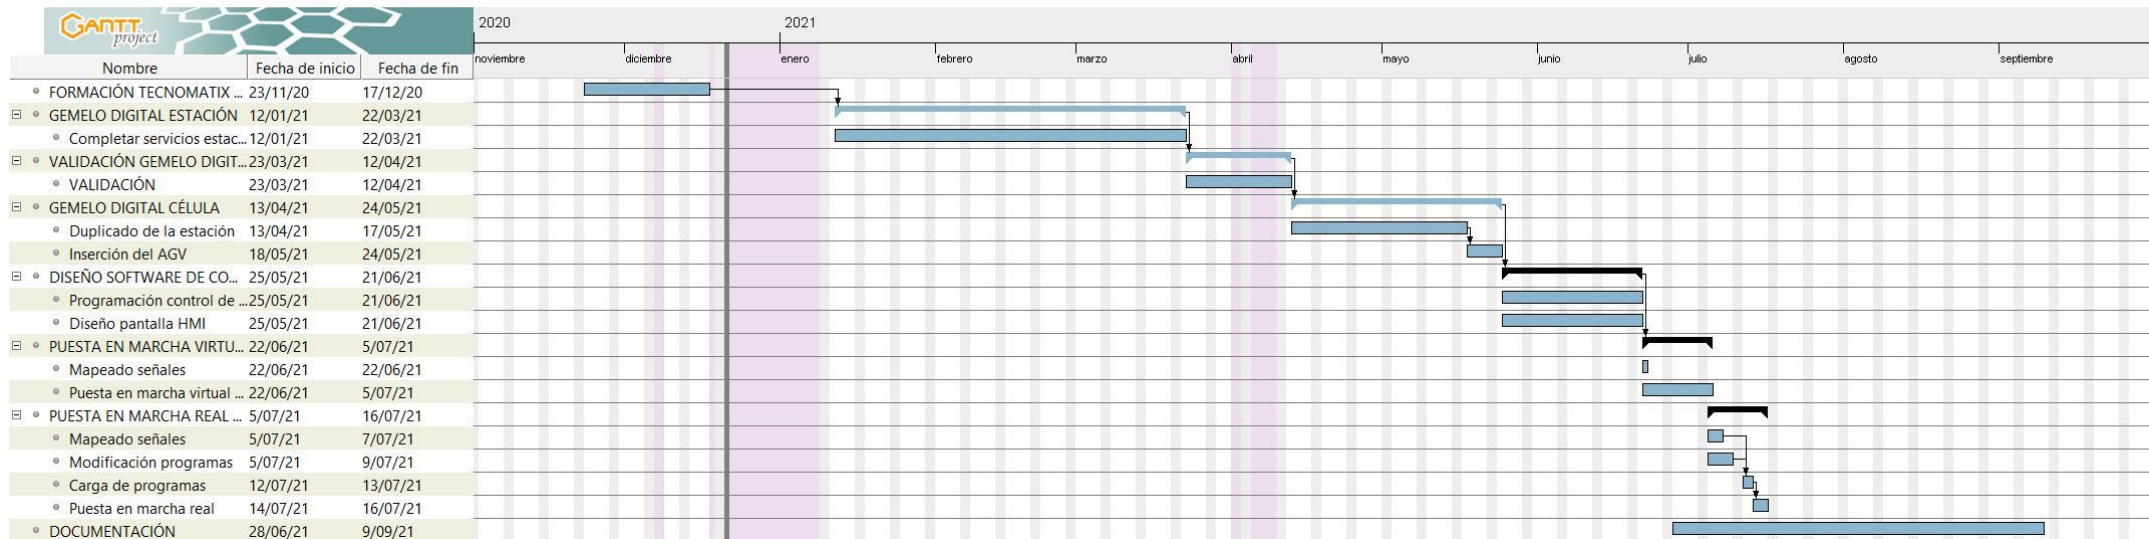 GANTT project
2020
2021
noviembre diciembre enero febrero marzo abril mayo junio julio agosto septiembre
Nombre Fecha de inicio Fecha de fin
FORMACIÓN TECNOMATIX ... 23/11/20 17/12/20
GEMELO DIGITAL ESTACIÓN 12/01/21 22/03/21
Completar servicios estac... 12/01/21 22/03/21
VALIDACIÓN GEMELO DIGIT... 23/03/21 12/04/21
VALIDACIÓN 23/03/21 12/04/21
GEMELO DIGITAL CÉLULA 13/04/21 24/05/21
Duplicado de la estación 13/04/21 17/05/21
Inserción del AGV 18/05/21 24/05/21
DISEÑO SOFTWARE DE CO... 25/05/21 21/06/21
Programación control de ... 25/05/21 21/06/21
Diseño pantalla HMI 25/05/21 21/06/21
PUESTA EN MARCHA VIRTU... 22/06/21 5/07/21
Mapeado señales 22/06/21 22/06/21
Puesta en marcha virtual ... 22/06/21 5/07/21
PUESTA EN MARCHA REAL ... 5/07/21 16/07/21
Mapeado señales 5/07/21 7/07/21
Modificación programas 5/07/21 9/07/21
Carga de programas 12/07/21 13/07/21
Puesta en marcha real 14/07/21 16/07/21
DOCUMENTACIÓN 28/06/21 9/09/21